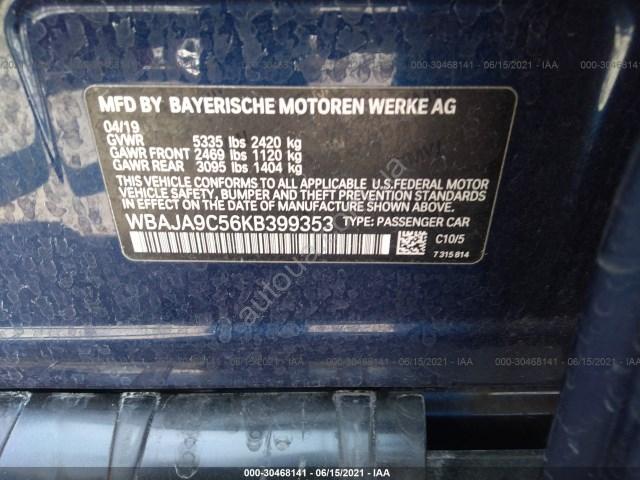 000-30468141 - 06/15/2021 - IAA
MFD BY BAYERISCHE MOTOREN WERKE AG
04/19
GVWR 5335 lbs 2420 kg
GAWR FRONT 2469 lbs 1120 kg
GAWR REAR 3095 lbs 1404 kg
THIS VEHICLE CONFORMS TO ALL APPLICABLE U.S.FEDERAL MOTOR
VEHICLE SAFETY, BUMPER AND THEFT PREVENTION STANDARDS
IN EFFECT ON THE DATE OF MANUFACTURE SHOWN ABOVE.
WBAJA9C56KB399353 TYPE: PASSENGER CAR
C10/5
7 315 814
000-30468141 - 06/15/2021 - IAA
000-30468141 - 06/15/2021 - IAA